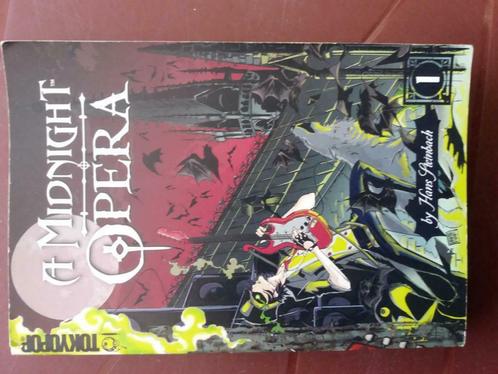 A MIDNIGHT
OPERA
1
by Hans Steinbach
TOKYOPOP